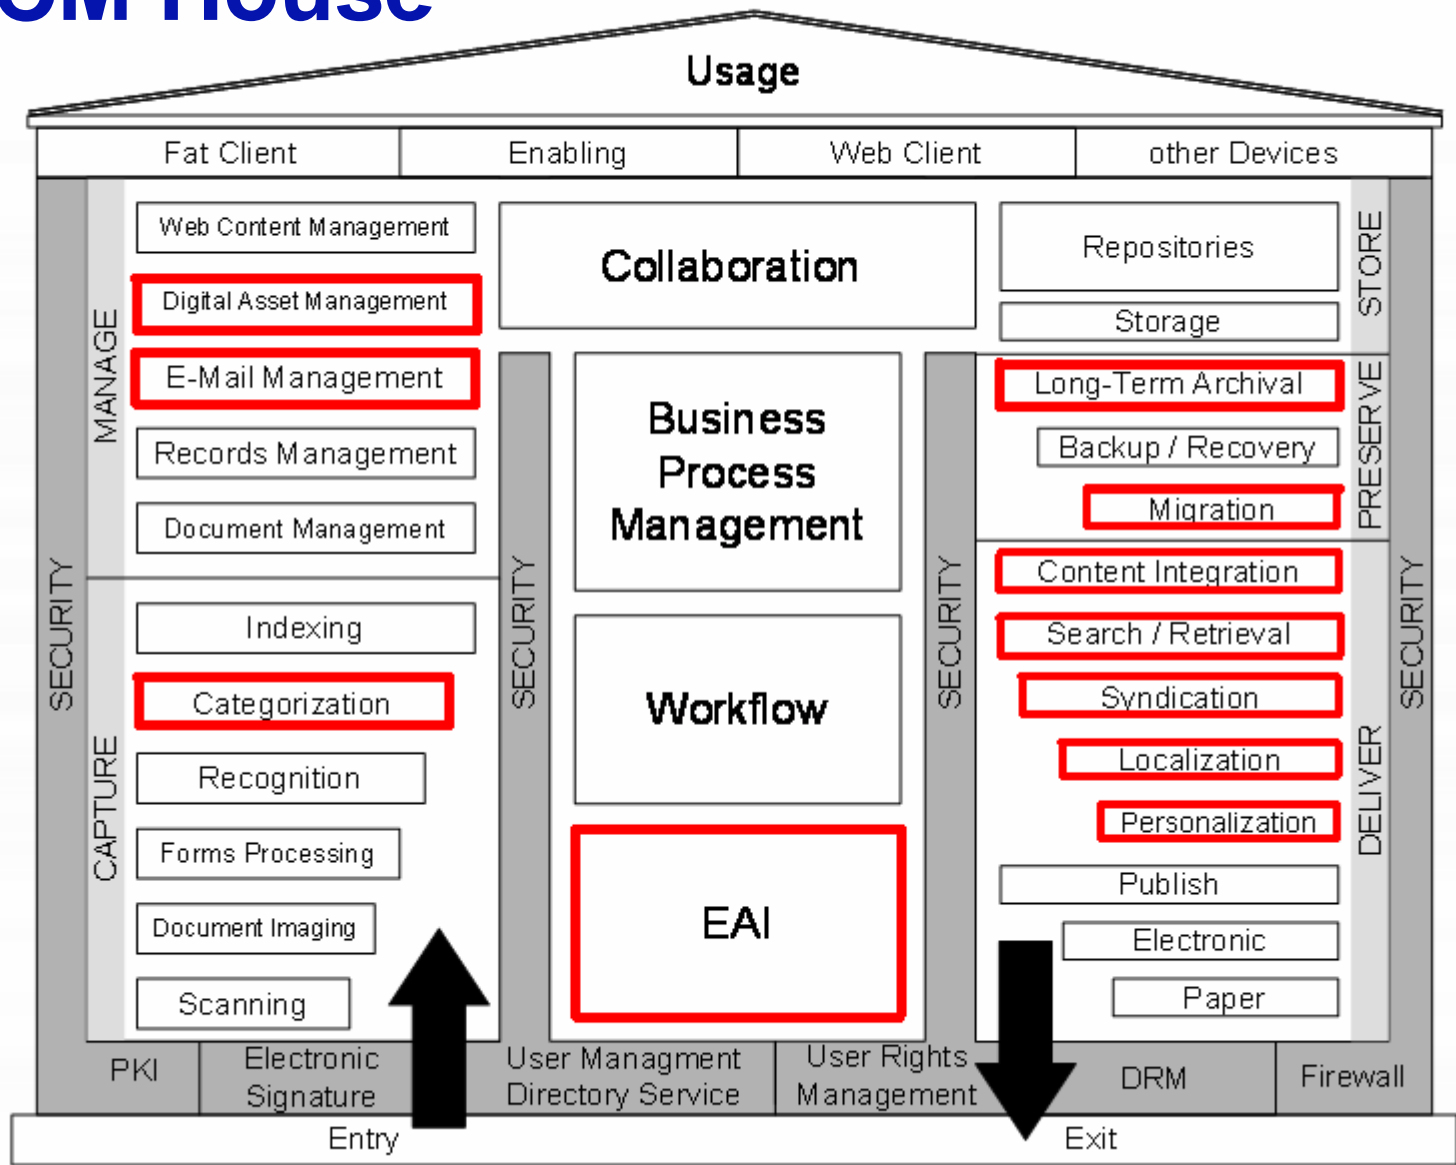 OM House
Usage
Fat Client
Enabling
Web Client
other Devices
SECURITY
MANAGE
Web Content Management
Digital Asset Management
E-Mail Management
Records Management
Document Management
CAPTURE
Indexing
Categorization
Recognition
Forms Processing
Document Imaging
Scanning
SECURITY
Collaboration
Business
Process
Management
Workflow
EAI
SECURITY
Repositories
Storage
STORE
Long-Term Archival
Backup / Recovery
Migration
PRESERVE
Content Integration
Search / Retrieval
Syndication
Localization
Personalization
Publish
Electronic
Paper
DELIVER
SECURITY
PKI
Electronic
Signature
User Managment
Directory Service
User Rights
Management
DRM
Firewall
Entry
Exit